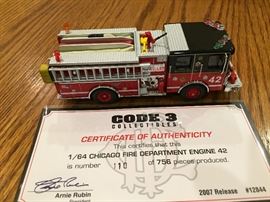 42
CODE 3
COLLECTIBLES
CERTIFICATE OF AUTHENTICITY
This certifies that this
1/64 CHICAGO FIRE DEPARTMENT ENGINE 42
is number 110 of 756 pieces produced.
Arnie Rubin
President
2007 Release #12844